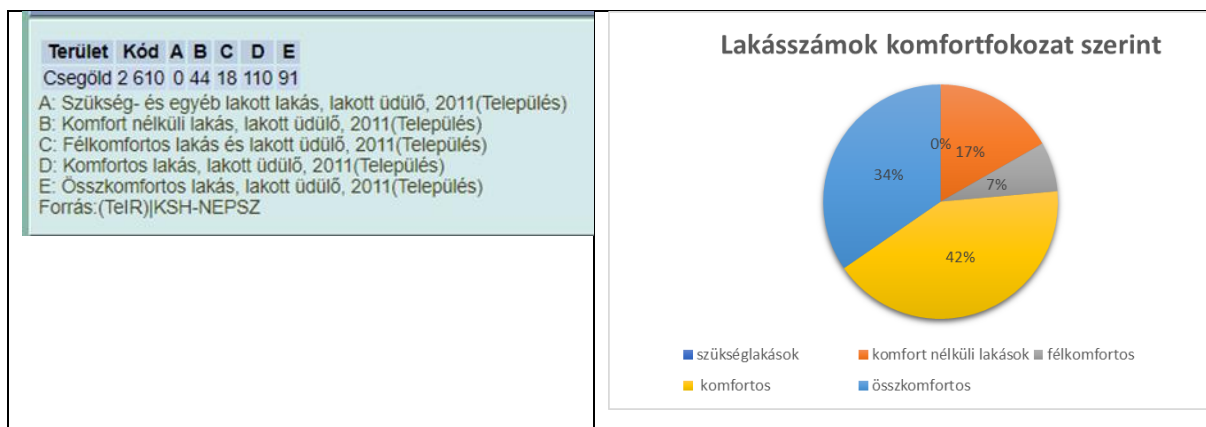 Terület Kód A B C D E
Csegöld 2 610 0 44 18 110 91
A: Szükség- és egyéb lakott lakás, lakott üdülő, 2011(Település)
B: Komfort nélküli lakás, lakott üdülő, 2011(Település)
C: Félkomfortos lakás és lakott üdülő, 2011(Település)
D: Komfortos lakás, lakott üdülő, 2011(Település)
E: Összkomfortos lakás, lakott üdülő, 2011(Település)
Forrás:(TeIR)|KSH-NEPSZ
Lakásszámok komfortfokozat szerint
0%
17%
34%
7%
42%
szükséglakások komfort nélküli lakások félkomfortos
komfortos összkomfortos